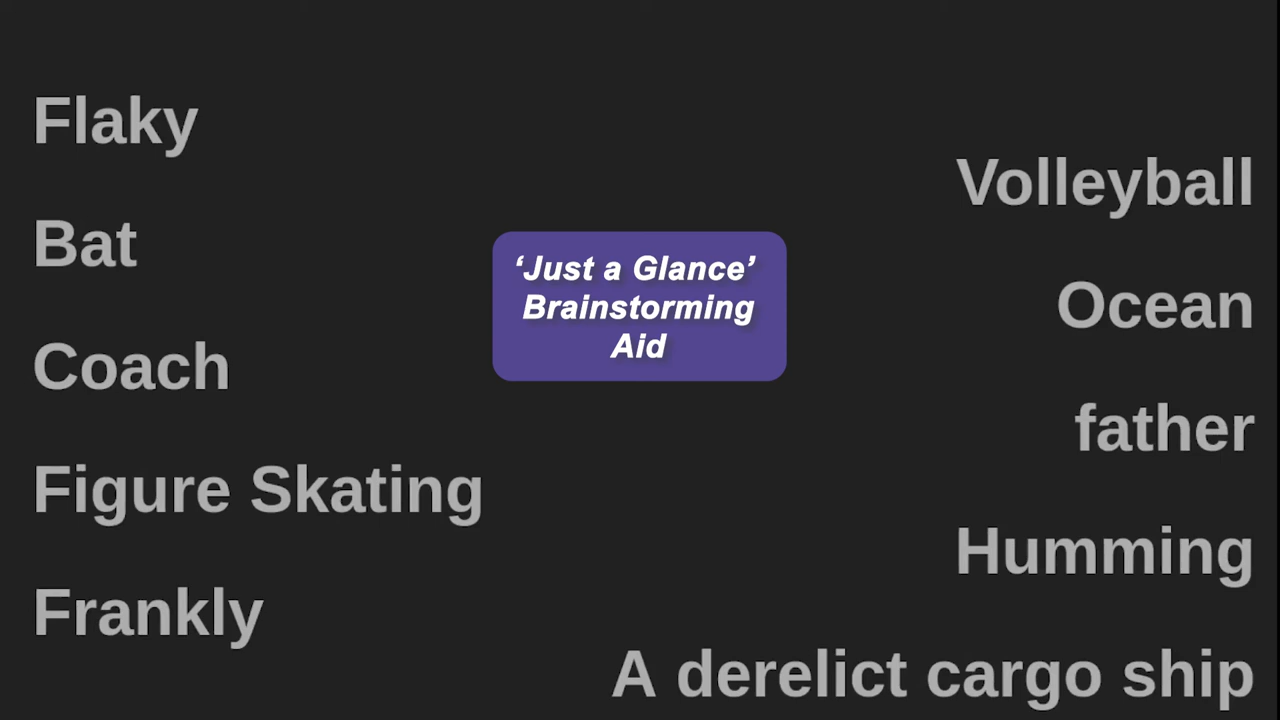 Flaky
Volleyball
Bat
‘Just a Glance’
Brainstorming
Aid
Ocean
Coach
father
Figure Skating
Humming
Frankly
A derelict cargo ship